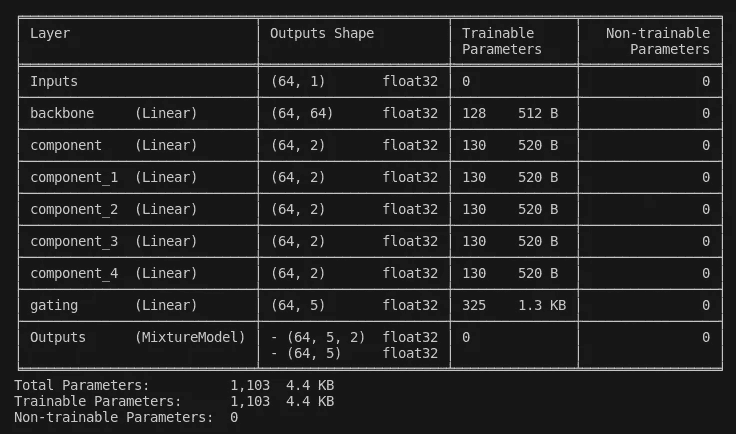 Layer Outputs Shape Trainable Parameters Non-trainable Parameters
Inputs (64, 1) float32 0 0
backbone (Linear) (64, 64) float32 128 512 B 0
component (Linear) (64, 2) float32 130 520 B 0
component_1 (Linear) (64, 2) float32 130 520 B 0
component_2 (Linear) (64, 2) float32 130 520 B 0
component_3 (Linear) (64, 2) float32 130 520 B 0
component_4 (Linear) (64, 2) float32 130 520 B 0
gating (Linear) (64, 5) float32 325 1.3 KB 0
Outputs (MixtureModel) - (64, 5, 2) float32 0 0
- (64, 5) float32
Total Parameters: 1,103 4.4 KB
Trainable Parameters: 1,103 4.4 KB
Non-trainable Parameters: 0